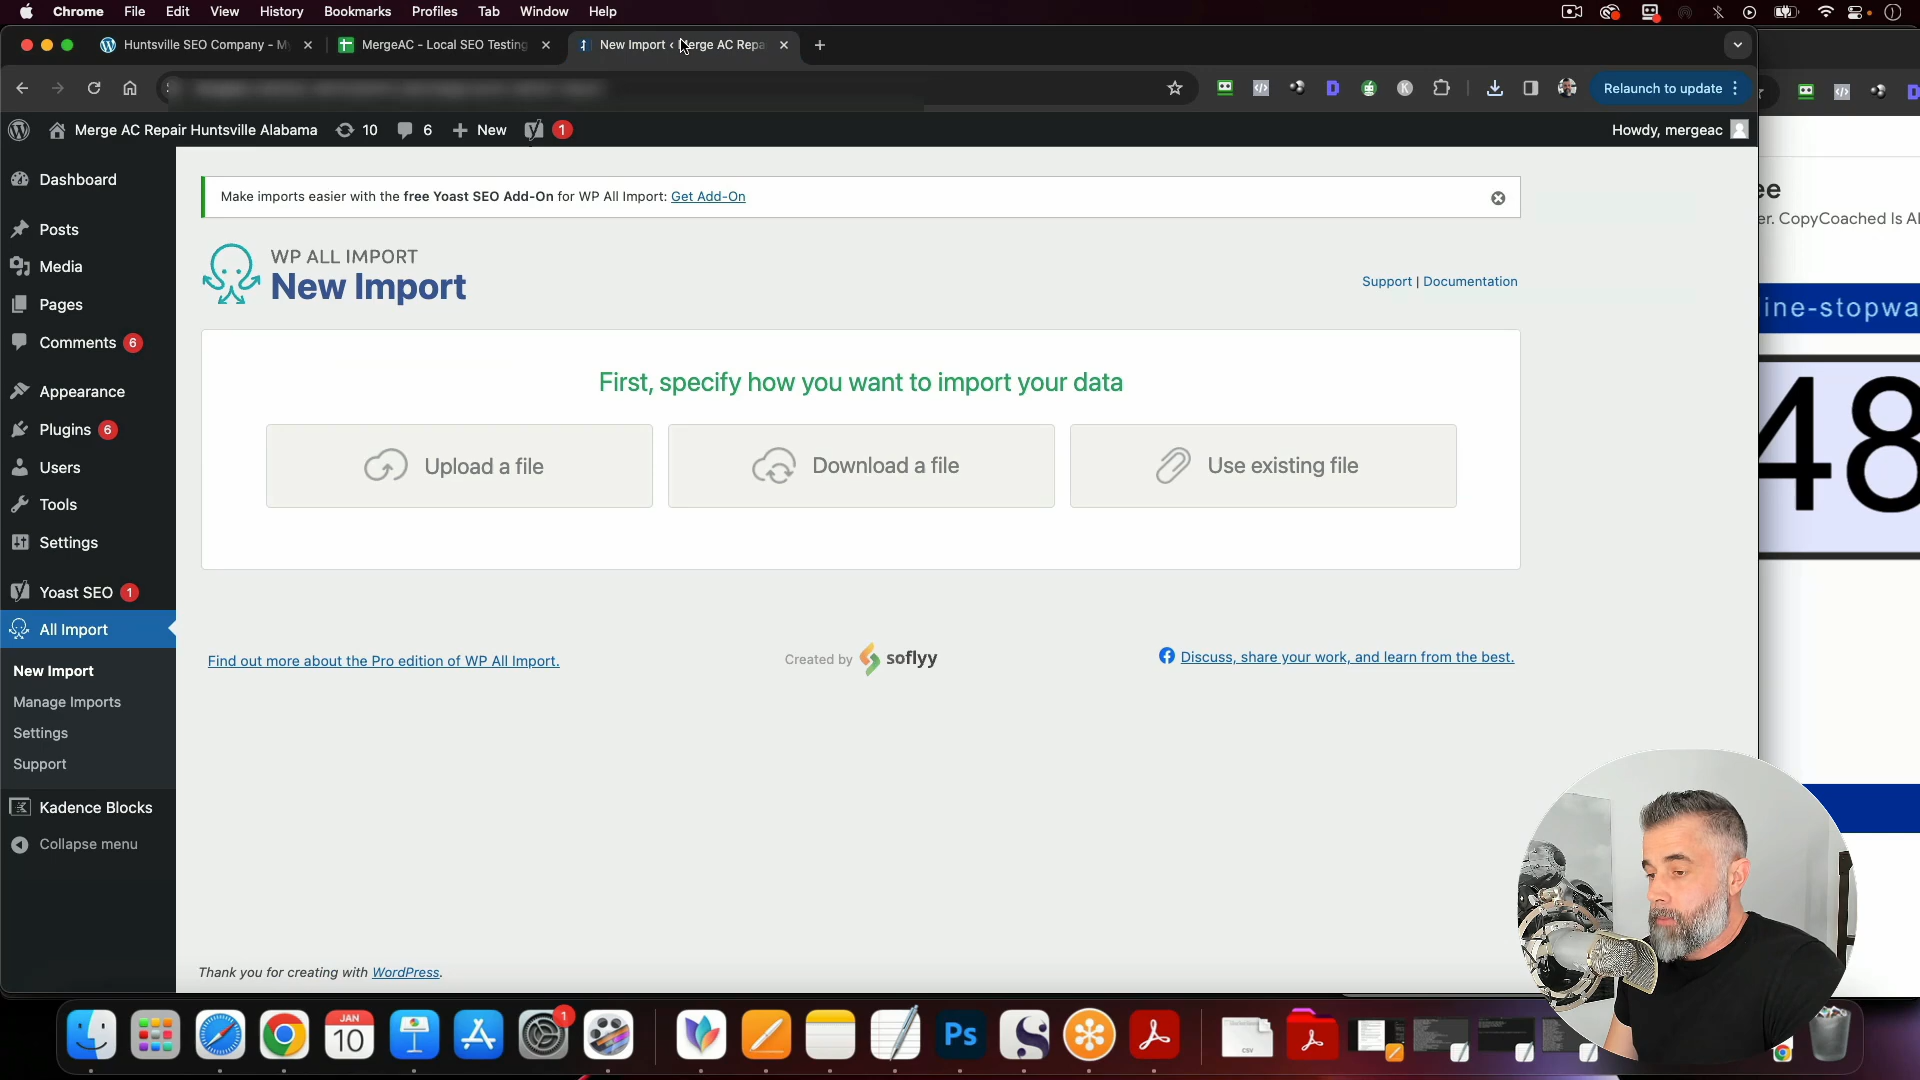 Chrome File Edit View History Bookmarks Profiles Tab Window Help
Huntsville SEO Company - M
MergeAC - Local SEO Testing
New Import ‹ Merge AC Repa
Relaunch to update
Merge AC Repair Huntsville Alabama 10 6 New 1
Howdy, mergeac
Dashboard
Posts
Media
Pages
Comments 6
Appearance
Plugins 6
Users
Tools
Settings
Yoast SEO 1
All Import
New Import
Manage Imports
Settings
Support
Kadence Blocks
Collapse menu
Make imports easier with the free Yoast SEO Add-On for WP All Import: Get Add-On
WP ALL IMPORT
New Import
Support | Documentation
First, specify how you want to import your data
Upload a file
Download a file
Use existing file
Find out more about the Pro edition of WP All Import.
Created by soflyy
Discuss, share your work, and learn from the best.
Thank you for creating with WordPress.
ee
er. CopyCoached Is AI
line-stopwa
48
JAN
10
1
Ps
CSV